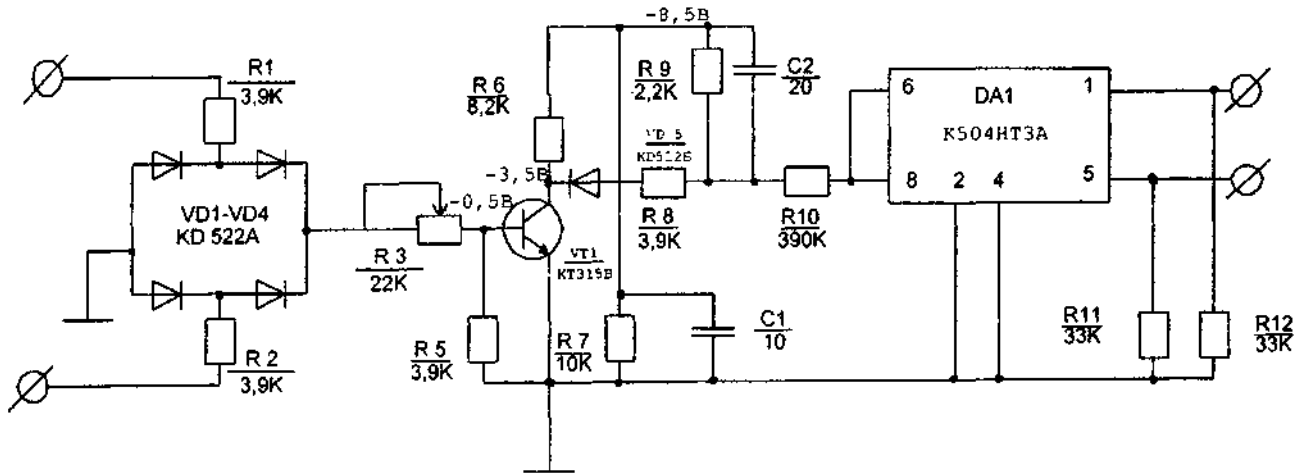 -8,5В
R1
3,9K
R 6
8,2K
R 9
2,2K
C2
20
6
DA1
1
K504HT3A
VD 5
KD512Б
8
2
4
5
-3,5В
-0,5В
VD1-VD4
KD 522A
R 8
3,9K
R10
390K
R 3
22K
VT1
KT315B
R 2
3,9K
R 5
3,9K
R 7
10K
C1
10
R11
33K
R12
33K